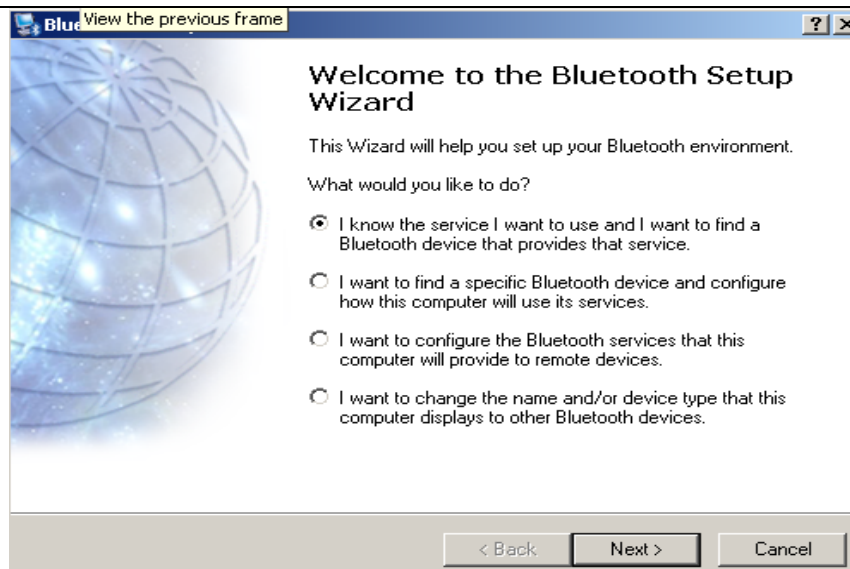 Blue
View the previous frame
Welcome to the Bluetooth Setup
Wizard
This Wizard will help you set up your Bluetooth environment.
What would you like to do?
I know the service I want to use and I want to find a
Bluetooth device that provides that service.
I want to find a specific Bluetooth device and configure
how this computer will use its services.
I want to configure the Bluetooth services that this
computer will provide to remote devices.
I want to change the name and/or device type that this
computer displays to other Bluetooth devices.
< Back Next > Cancel